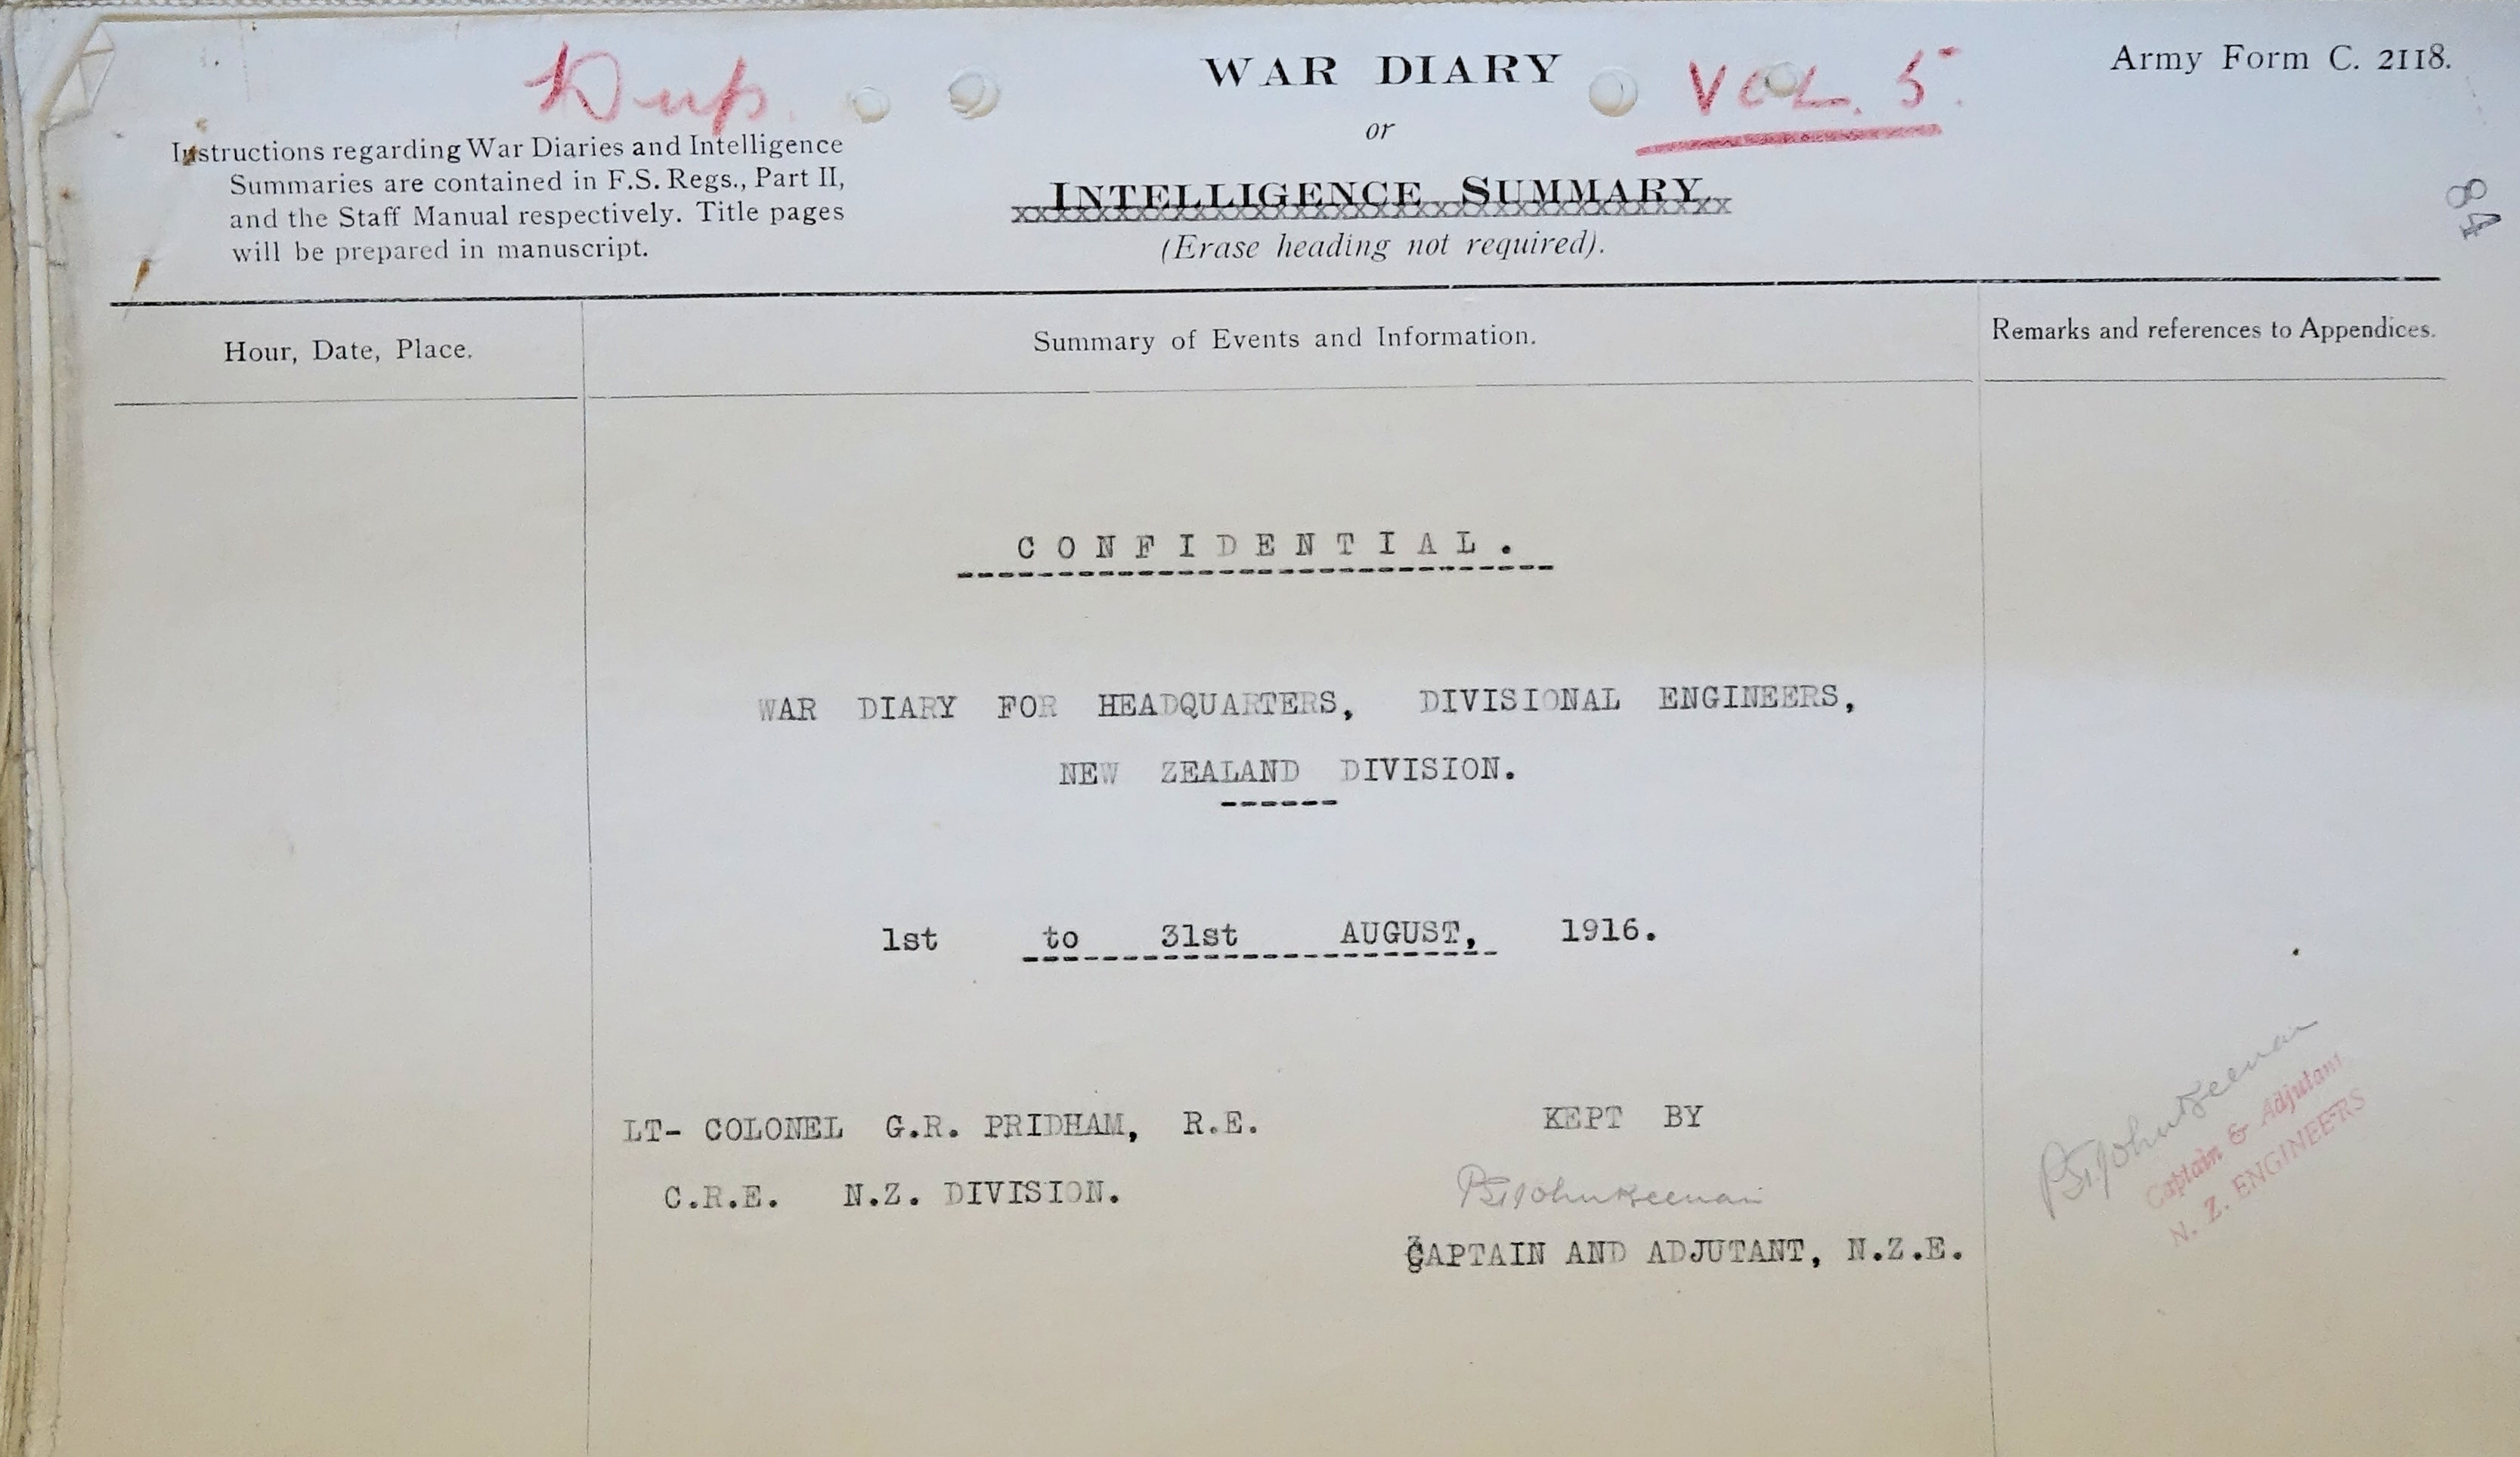 Dup.
WAR DIARY
VOL. 5.
Army Form C. 2118.
or
Instructions regarding War Diaries and Intelligence
Summaries are contained in F.S. Regs., Part II,
and the Staff Manual respectively. Title pages
will be prepared in manuscript.
INTELLIGENCE SUMMARY.
(Erase heading not required).
84
Hour, Date, Place.
Summary of Events and Information.
Remarks and references to Appendices.
CONFIDENTIAL.
WAR DIARY FOR HEADQUARTERS, DIVISIONAL ENGINEERS,
NEW ZEALAND DIVISION.
1st to 31st AUGUST, 1916.
LT- COLONEL G.R. PRIDHAM, R.E.
C.R.E. N.Z. DIVISION.
KEPT BY
CAPTAIN AND ADJUTANT, N.Z.E.
Captain & Adjutant
N. Z. ENGINEERS